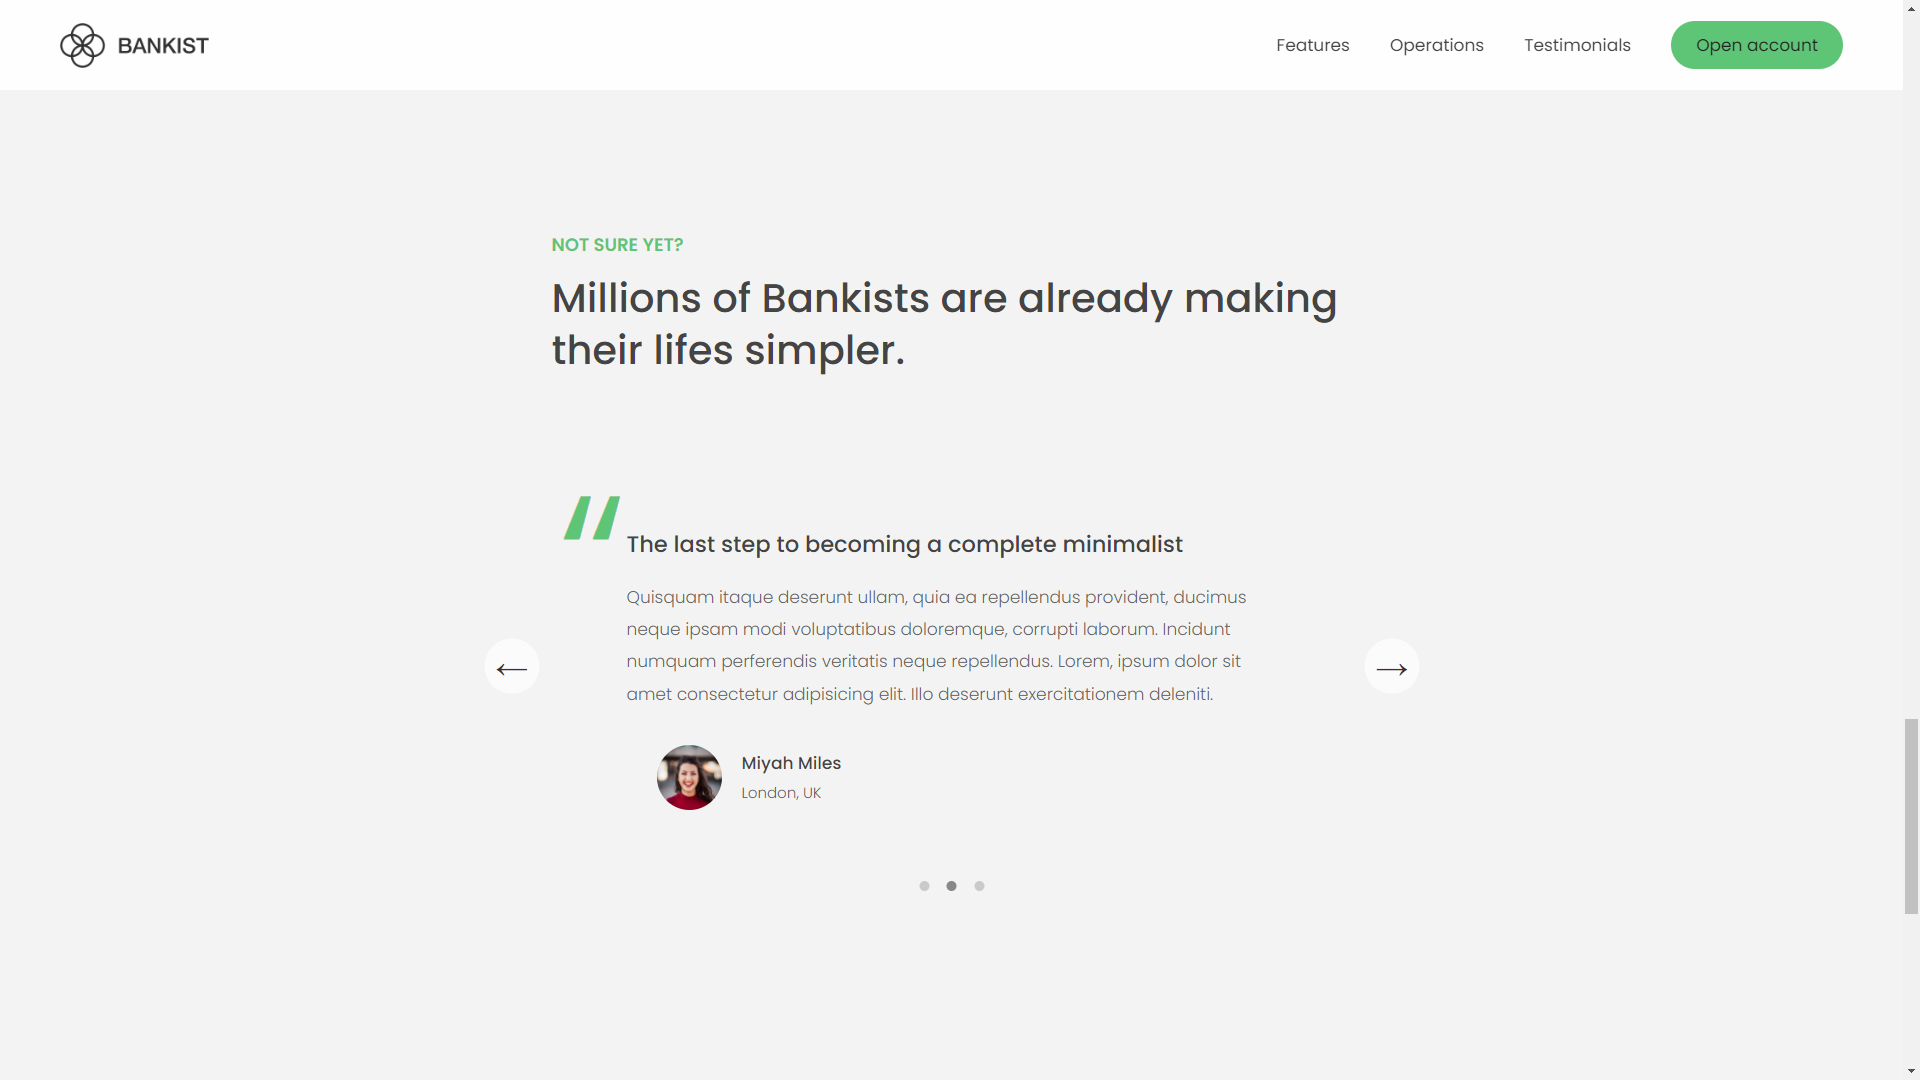 BANKIST
Features
Operations
Testimonials
Open account
NOT SURE YET?
Millions of Bankists are already making
their lifes simpler.
The last step to becoming a complete minimalist
Quisquam itaque deserunt ullam, quia ea repellendus provident, ducimus
neque ipsam modi voluptatibus doloremque, corrupti laborum. Incidunt
numquam perferendis veritatis neque repellendus. Lorem, ipsum dolor sit
amet consectetur adipisicing elit. Illo deserunt exercitationem deleniti.
Miyah Miles
London, UK